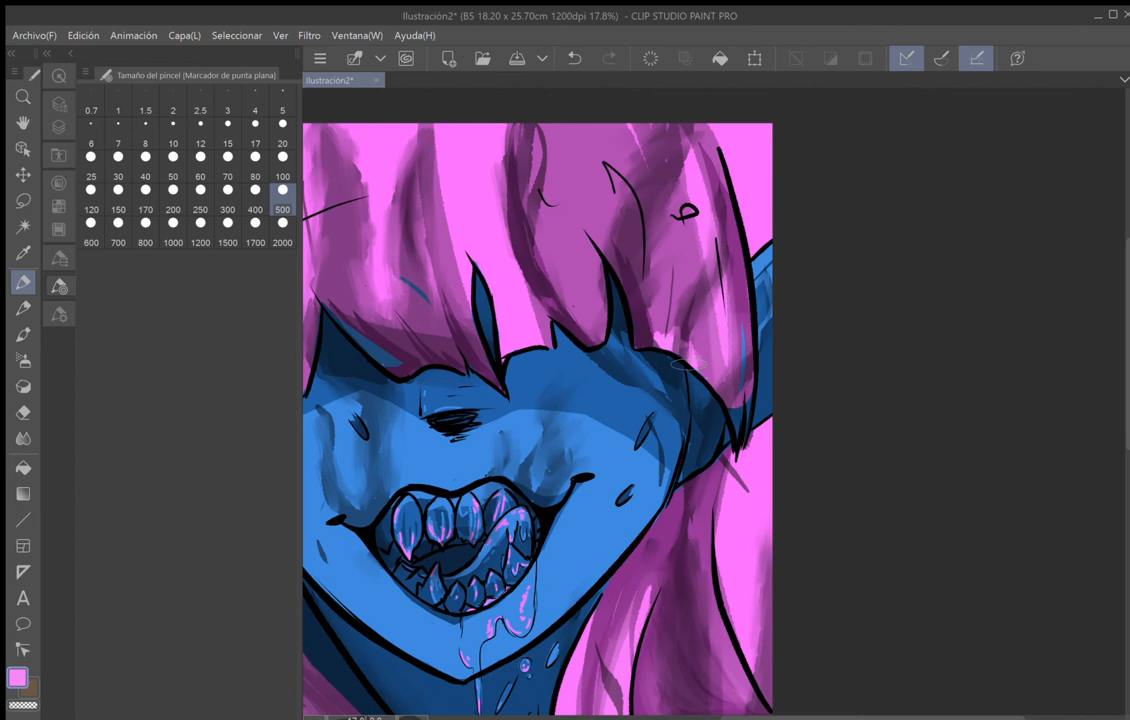 Ilustración2* (B5 18.20 x 25.70cm 1200dpi 17.8%) - CLIP STUDIO PAINT PRO
Archivo(F) Edición Animación Capa(L) Seleccionar Ver Filtro Ventana(W) Ayuda(H)
Tamaño del pincel [Marcador de punta plana]
Ilustración2*
0.7 1 1.5 2 2.5 3 4 5
6 7 8 10 12 15 17 20
25 30 40 50 60 70 80 100
120 150 170 200 250 300 400 500
600 700 800 1000 1200 1500 1700 2000